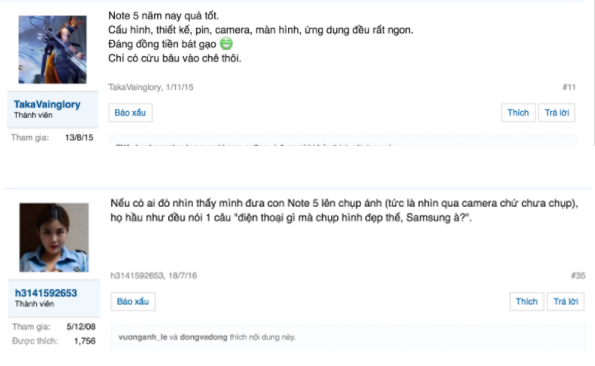 Note 5 năm nay quá tốt.
Cấu hình, thiết kế, pin, camera, màn hình, ứng dụng đều rất ngon.
Đáng đồng tiền bát gạo
Chỉ có cừu bâu vào chê thôi.
TakaVainglory, 1/11/15
#11
TakaVainglory
Thành viên
Báo xấu
Thích
Trả lời
Tham gia: 13/8/15
Nếu có ai đó nhìn thấy mình đưa con Note 5 lên chụp ảnh (tức là nhìn qua camera chứ chưa chụp),
họ hầu như đều nói 1 câu "điện thoại gì mà chụp hình đẹp thế, Samsung à?".
h3141592653, 18/7/16
#35
h3141592653
Thành viên
Báo xấu
Thích
Trả lời
Tham gia: 5/12/08
Được thích: 1,756
vuonganh_le và dongvadong thích nội dung này.